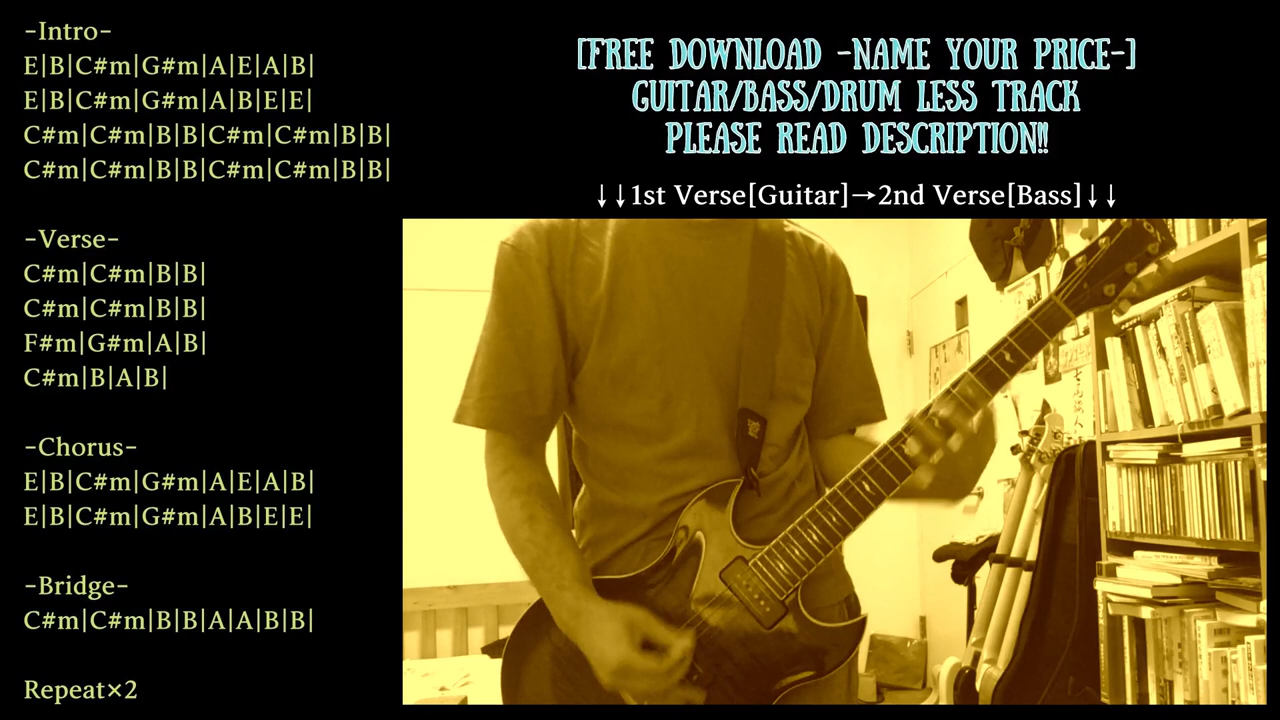 -Intro-
E|B|C#m|G#m|A|E|A|B|
E|B|C#m|G#m|A|B|E|E|
C#m|C#m|B|B|C#m|C#m|B|B|
C#m|C#m|B|B|C#m|C#m|B|B|
-Verse-
C#m|C#m|B|B|
C#m|C#m|B|B|
F#m|G#m|A|B|
C#m|B|A|B|
-Chorus-
E|B|C#m|G#m|A|E|A|B|
E|B|C#m|G#m|A|B|E|E|
-Bridge-
C#m|C#m|B|B|A|A|B|B|
Repeat×2
[FREE DOWNLOAD -NAME YOUR PRICE-]
GUITAR/BASS/DRUM LESS TRACK
PLEASE READ DESCRIPTION!!
↓↓1st Verse[Guitar]→2nd Verse[Bass]↓↓